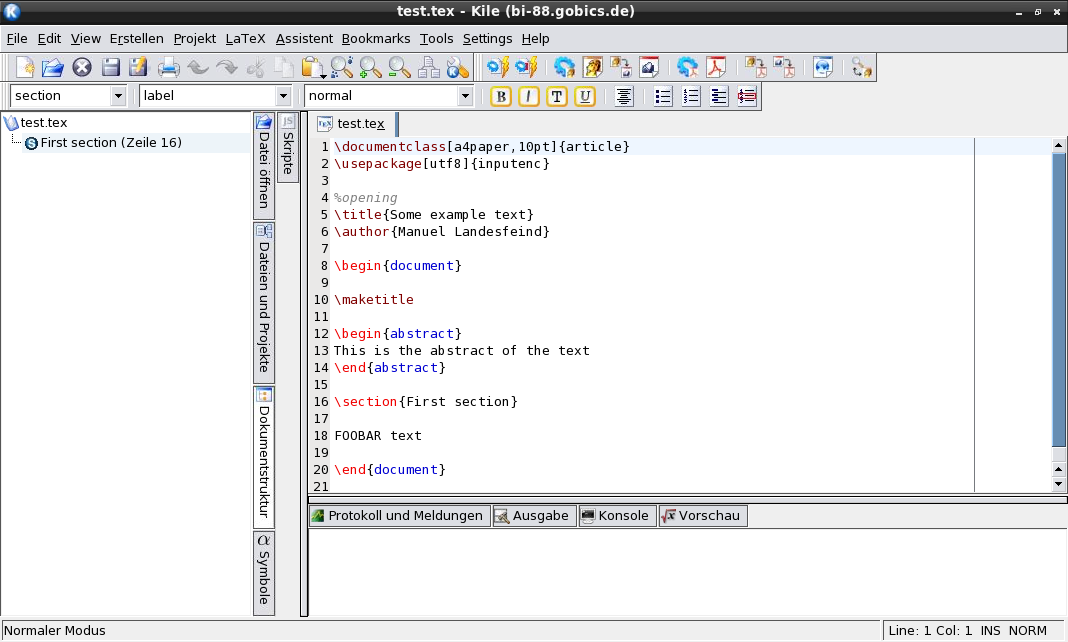 test.tex - Kile (bi-88.gobics.de)
File Edit View Erstellen Projekt LaTeX Assistent Bookmarks Tools Settings Help
section label normal B I T U
test.tex
First section (Zeile 16)
Datei öffnen
Dateien und Projekte
Dokumentstruktur
Symbole
JS Skripte
test.tex
1 \documentclass[a4paper,10pt]{article}
2 \usepackage[utf8]{inputenc}
3
4 %opening
5 \title{Some example text}
6 \author{Manuel Landesfeind}
7
8 \begin{document}
9
10 \maketitle
11
12 \begin{abstract}
13 This is the abstract of the text
14 \end{abstract}
15
16 \section{First section}
17
18 FOOBAR text
19
20 \end{document}
21
Protokoll und Meldungen Ausgabe Konsole Vorschau
Normaler Modus Line: 1 Col: 1 INS NORM